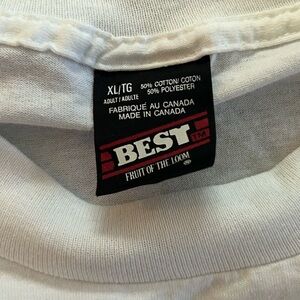 XL/TG 50% COTTON/COTON
ADULT/ADULTE 50% POLYESTER
FABRIQUÉ AU CANADA
MADE IN CANADA
BEST TM
FRUIT OF THE LOOM ®